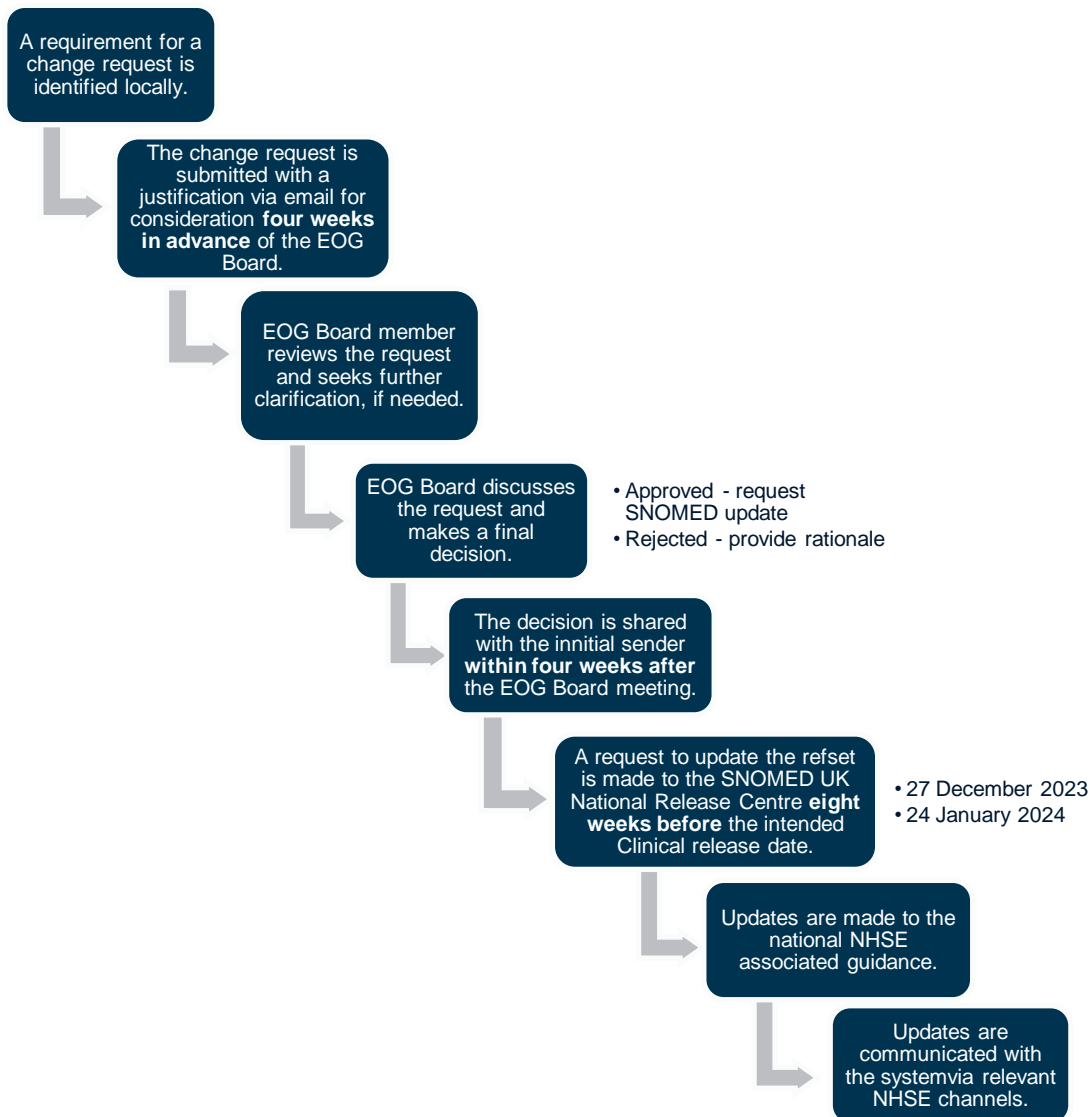 A requirement for a
change request is
identified locally.
The change request is
submitted with a
justification via email for
consideration four weeks
in advance of the EOG
Board.
EOG Board member
reviews the request
and seeks further
clarification, if needed.
EOG Board discusses
the request and
makes a final
decision.
• Approved - request
SNOMED update
• Rejected - provide rationale
The decision is shared
with the innitial sender
within four weeks after
the EOG Board meeting.
A request to update the refset
is made to the SNOMED UK
National Release Centre eight
weeks before the intended
Clinical release date.
• 27 December 2023
• 24 January 2024
Updates are made to the
national NHSE
associated guidance.
Updates are
communicated with
the systemvia relevant
NHSE channels.